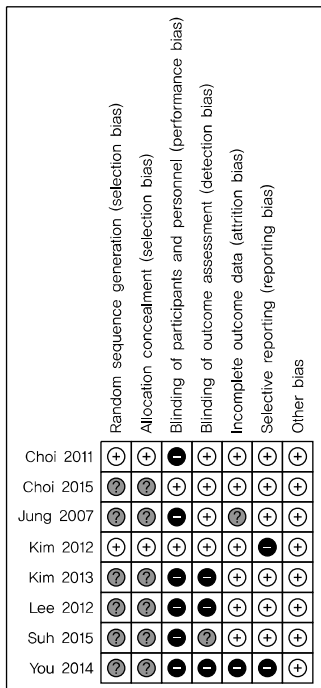 Random sequence generation (selection bias)
Allocation concealment (selection bias)
Blinding of participants and personnel (performance bias)
Blinding of outcome assessment (detection bias)
Incomplete outcome data (attrition bias)
Selective reporting (reporting bias)
Other bias
Choi 2011 + + - + + + +
Choi 2015 ? ? + + + + +
Jung 2007 ? ? - + ? + +
Kim 2012 + + + + + - +
Kim 2013 ? ? - - + + +
Lee 2012 ? ? - - + + +
Suh 2015 ? ? - ? + + +
You 2014 ? ? - - - - +